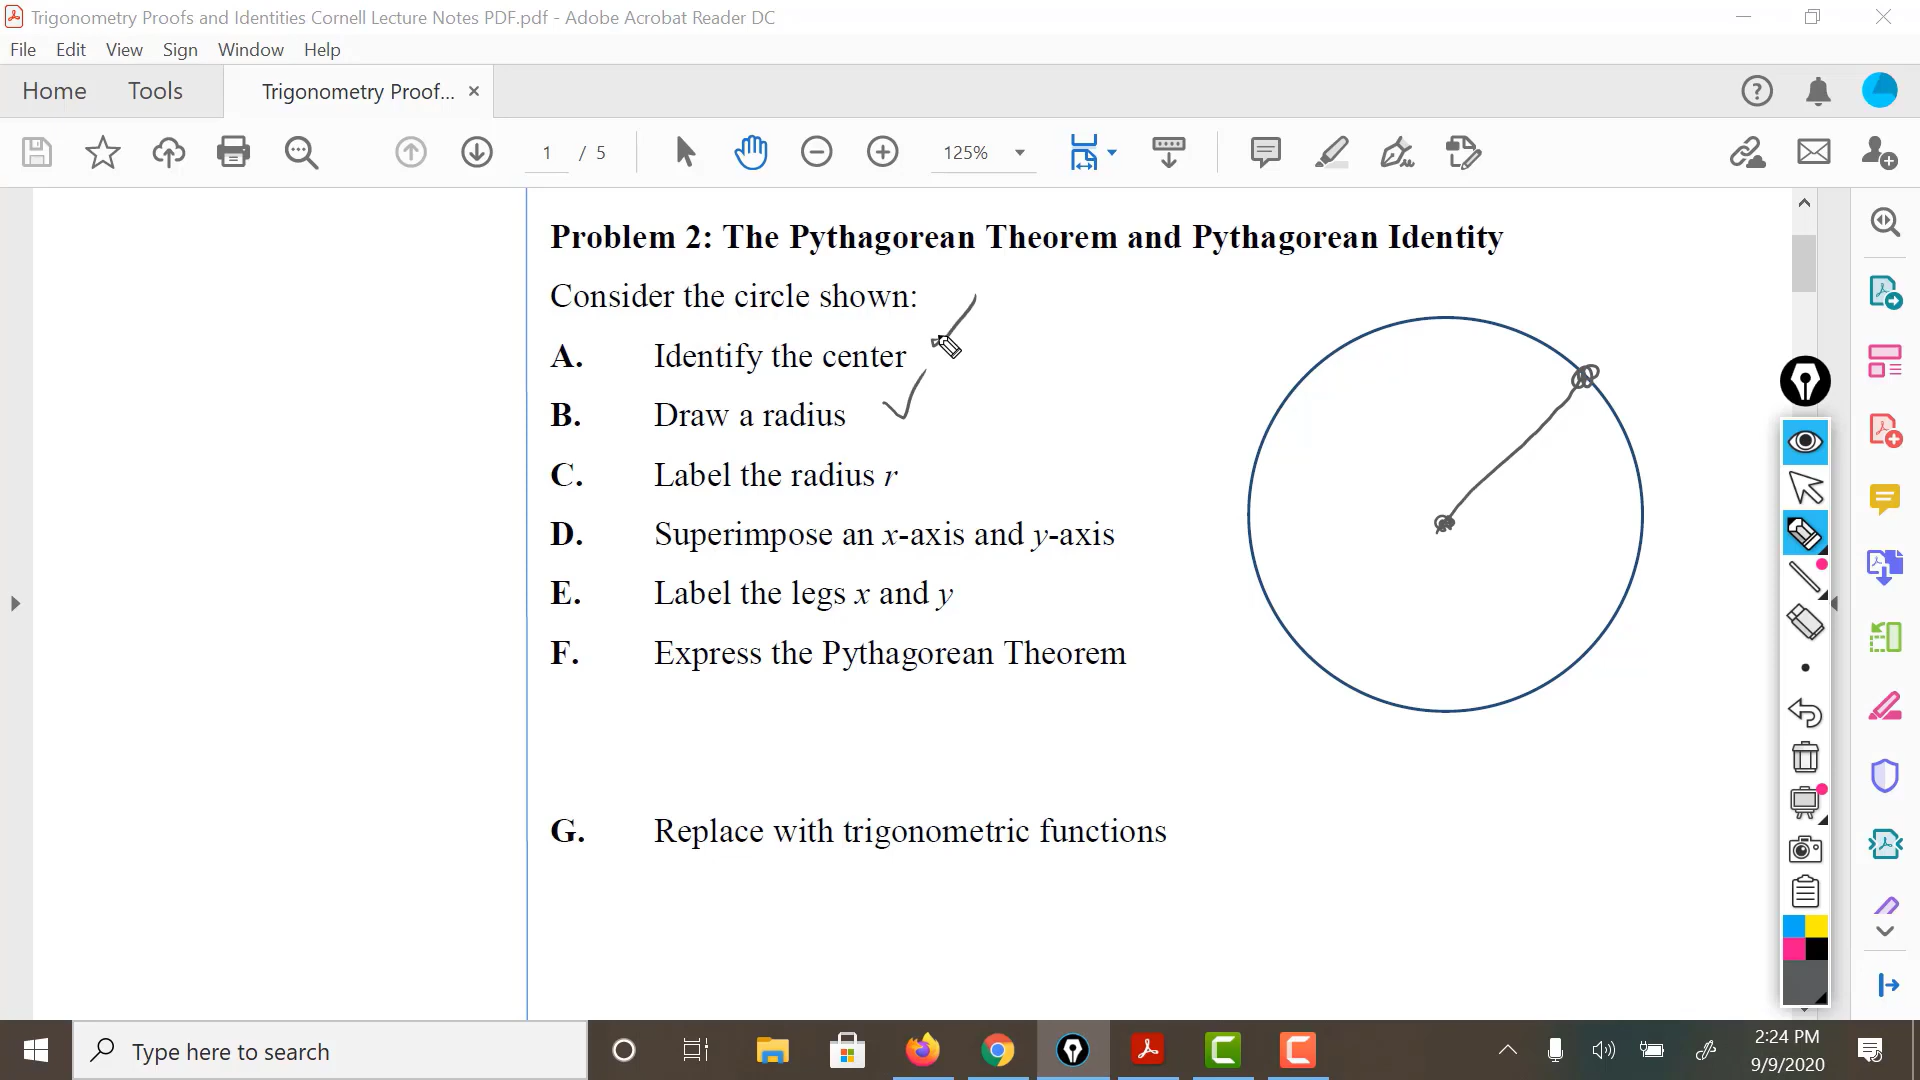 Trigonometry Proofs and Identities Cornell Lecture Notes PDF.pdf - Adobe Acrobat Reader DC
File Edit View Sign Window Help
Home Tools Trigonometry Proof... ×
1 / 5 125%
Problem 2: The Pythagorean Theorem and Pythagorean Identity
Consider the circle shown:
A. Identify the center
B. Draw a radius
C. Label the radius r
D. Superimpose an x-axis and y-axis
E. Label the legs x and y
F. Express the Pythagorean Theorem
G. Replace with trigonometric functions
Type here to search
2:24 PM
9/9/2020